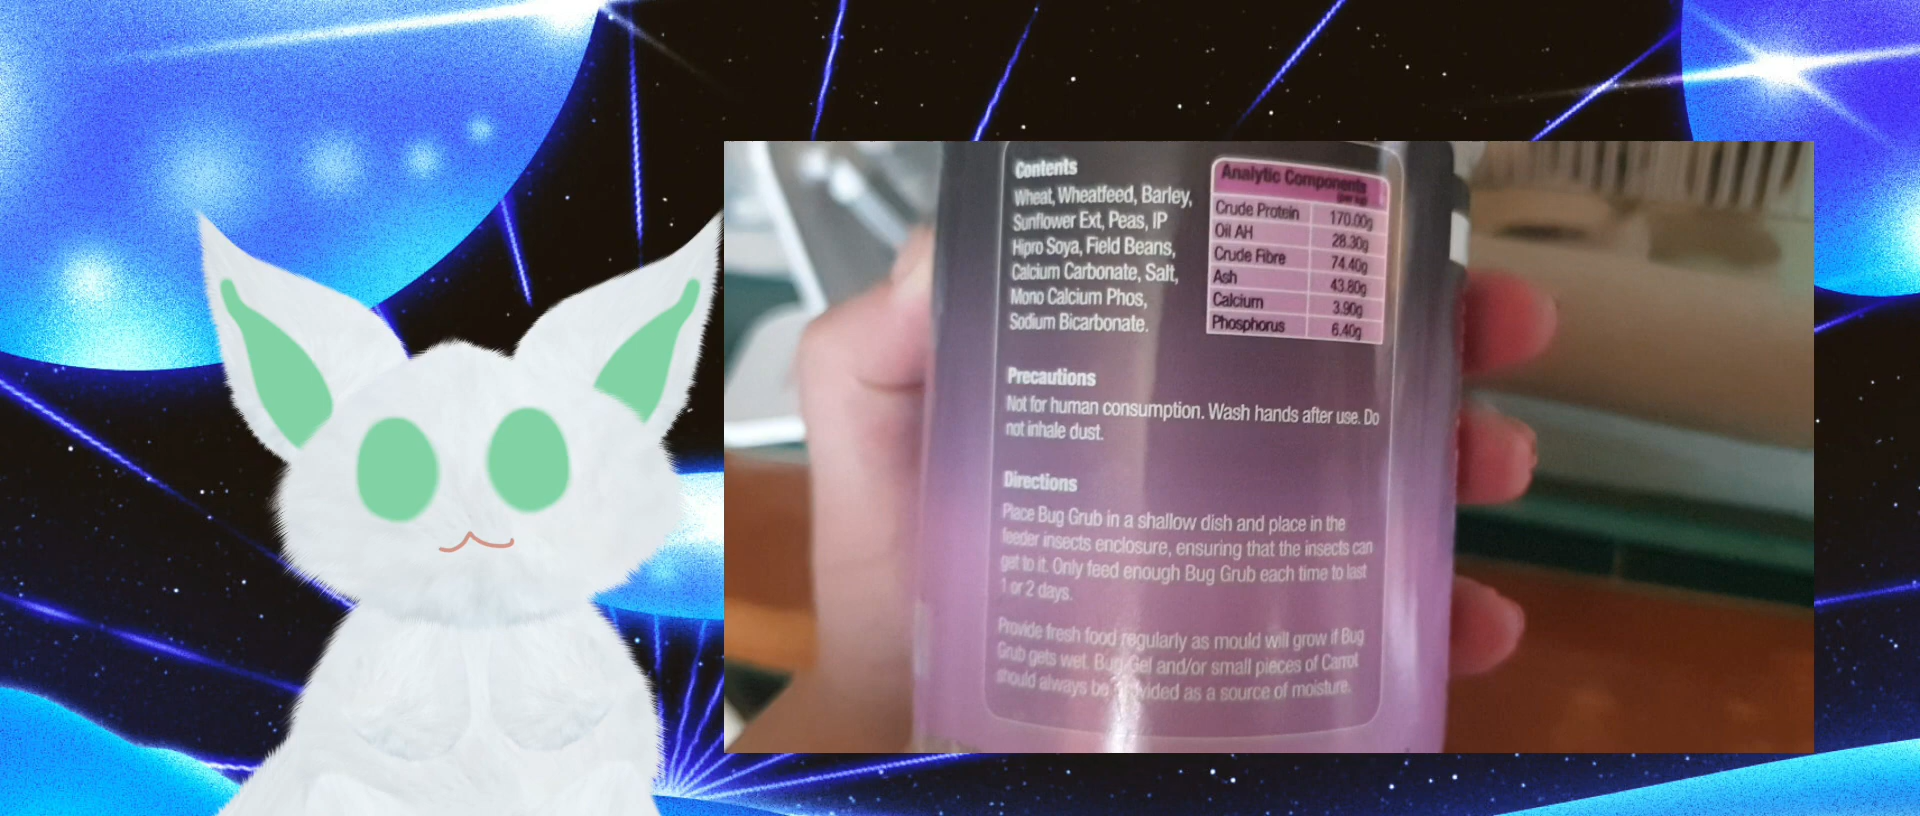 Contents
Wheat, Wheatfeed, Barley,
Sunflower Ext, Peas, IP
Hipro Soya, Field Beans,
Calcium Carbonate, Salt,
Mono Calcium Phos,
Sodium Bicarbonate.
Analytic Components
(per kg)
Crude Protein 170.00g
Oil AH 28.30g
Crude Fibre 74.40g
Ash 43.80g
Calcium 3.90g
Phosphorus 6.40g
Precautions
Not for human consumption. Wash hands after use. Do
not inhale dust.
Directions
Place Bug Grub in a shallow dish and place in the
feeder insects enclosure, ensuring that the insects can
get to it. Only feed enough Bug Grub each time to last
1 or 2 days.
Provide fresh food regularly as mould will grow if Bug
Grub gets wet. Bug Gel and/or small pieces of Carrot
should always be provided as a source of moisture.